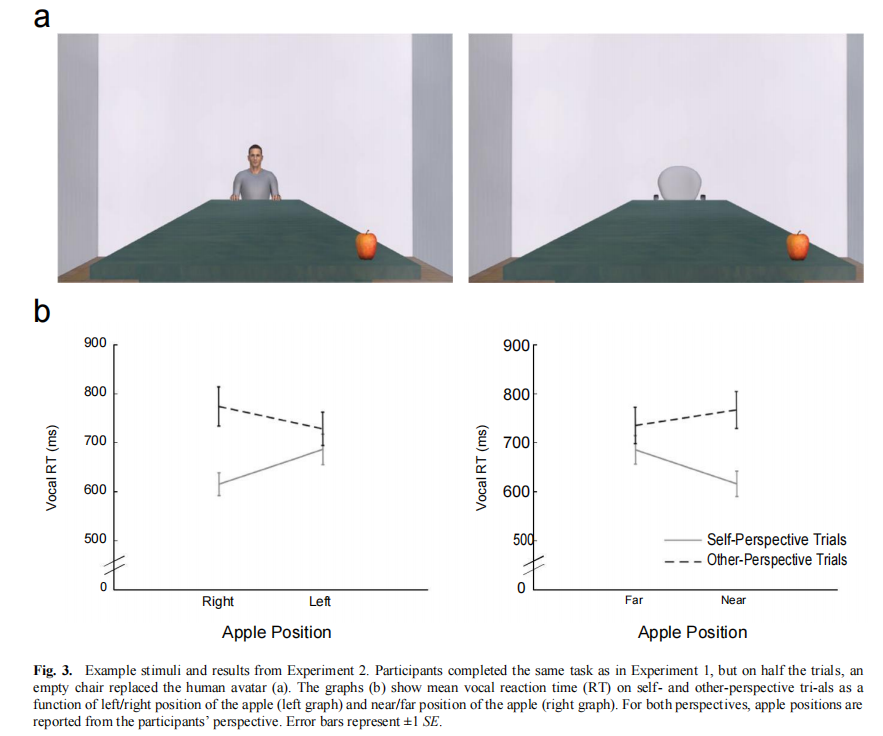 a
b
900
800
700
600
500
0
Vocal RT (ms)
Right
Left
Apple Position
900
800
700
600
500
0
Vocal RT (ms)
Far
Near
Apple Position
Self-Perspective Trials
Other-Perspective Trials
Fig. 3. Example stimuli and results from Experiment 2. Participants completed the same task as in Experiment 1, but on half the trials, an
empty chair replaced the human avatar (a). The graphs (b) show mean vocal reaction time (RT) on self- and other-perspective tri-als as a
function of left/right position of the apple (left graph) and near/far position of the apple (right graph). For both perspectives, apple positions are
reported from the participants’ perspective. Error bars represent ±1 SE.